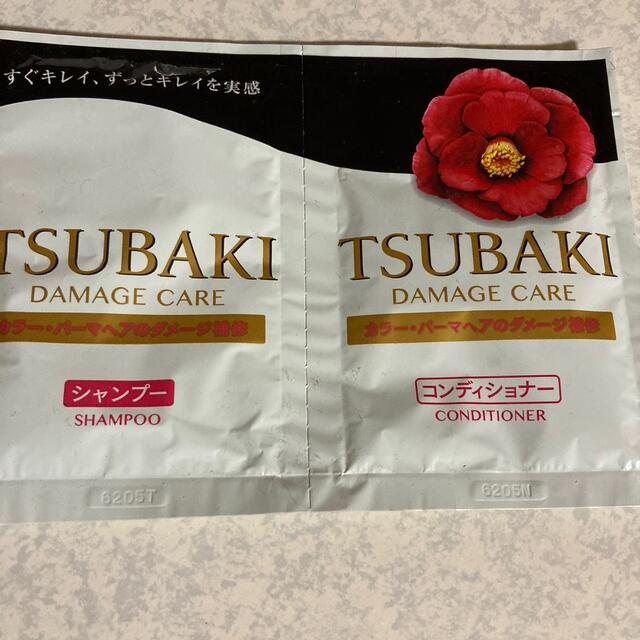 すぐキレイ、ずっとキレイを実感
TSUBAKI
DAMAGE CARE
カラー・パーマヘアのダメージ補修
シャンプー
SHAMPOO
6205T
TSUBAKI
DAMAGE CARE
カラー・パーマヘアのダメージ補修
コンディショナー
CONDITIONER
6205N